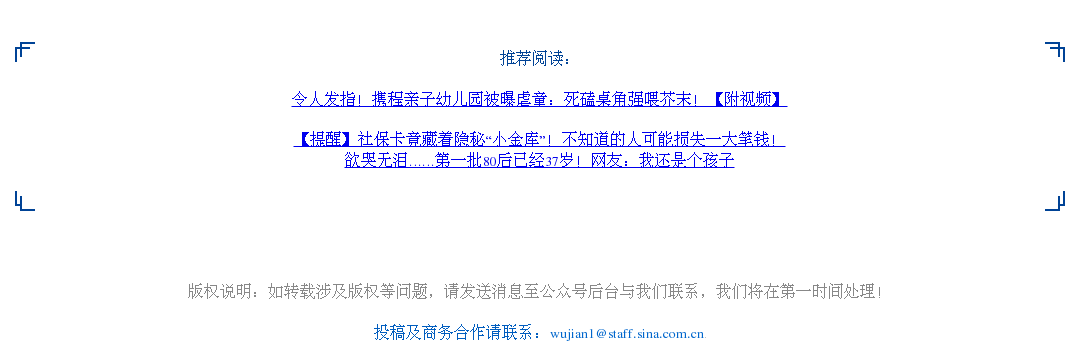 推荐阅读：
令人发指！携程亲子幼儿园被曝虐童：死磕桌角强喂芥末！【附视频】
【提醒】社保卡竟藏着隐秘“小金库”！不知道的人可能损失一大笔钱！
欲哭无泪……第一批80后已经37岁！网友：我还是个孩子
版权说明：如转载涉及版权等问题，请发送消息至公众号后台与我们联系，我们将在第一时间处理！
投稿及商务合作请联系：wujian1@staff.sina.com.cn